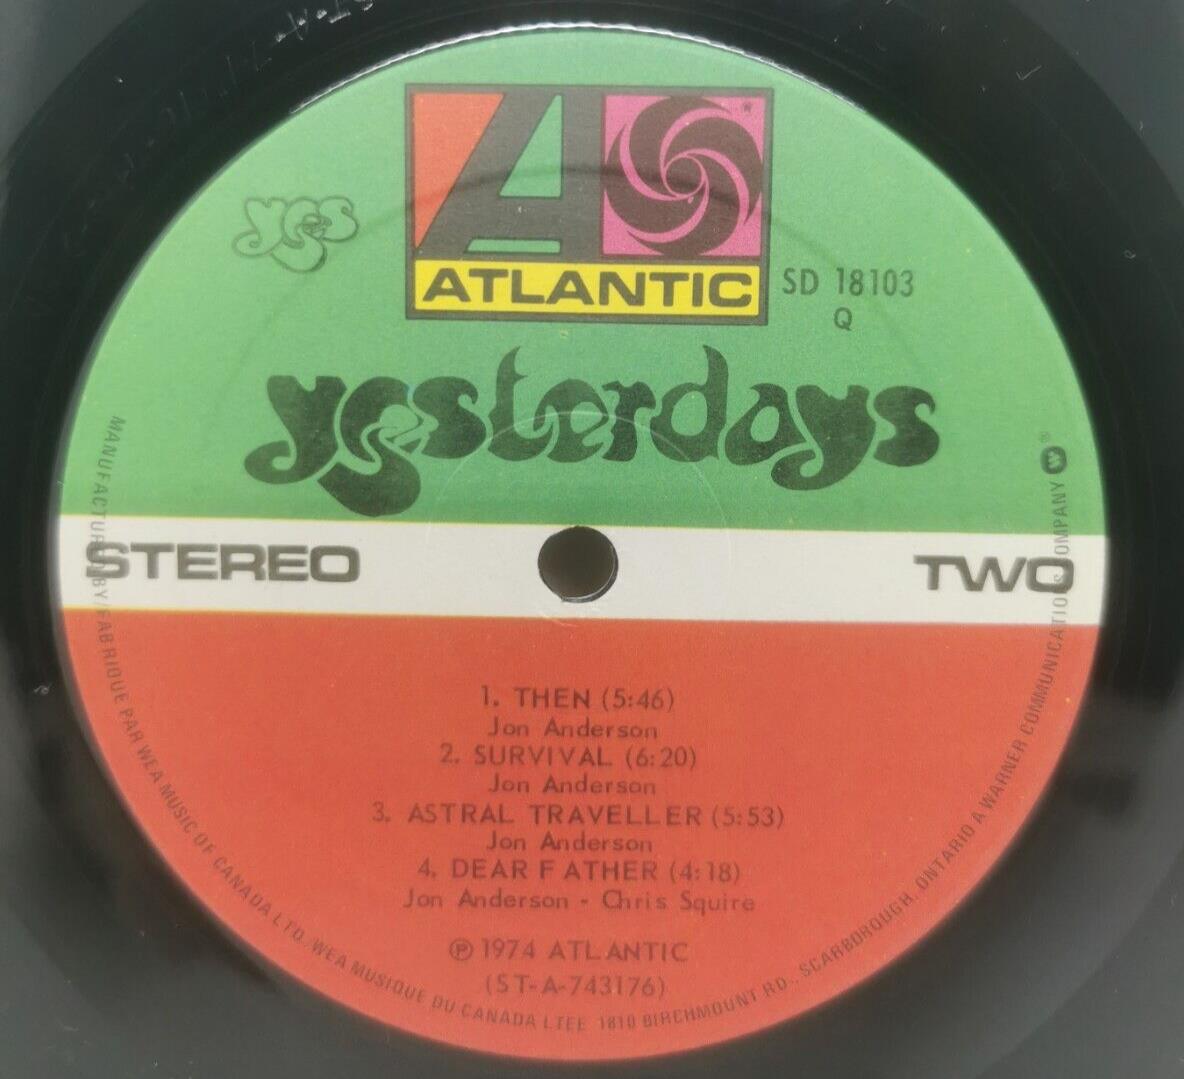 yes
ATLANTIC
SD 18103
Q
yesterdays
STEREO
TWO
1. THEN (5:46)
Jon Anderson
2. SURVIVAL (6:20)
Jon Anderson
3. ASTRAL TRAVELLER (5:53)
Jon Anderson
4. DEAR FATHER (4:18)
Jon Anderson - Chris Squire
℗ 1974 ATLANTIC
(ST-A-743176)
MANUFACTURED BY/FABRIQUE PAR WEA MUSIC OF CANADA LTD. WEA MUSIQUE DU CANADA LTEE 1810 BIRCHMOUNT RD., SCARBOROUGH, ONTARIO A WARNER COMMUNICATIONS COMPANY W®